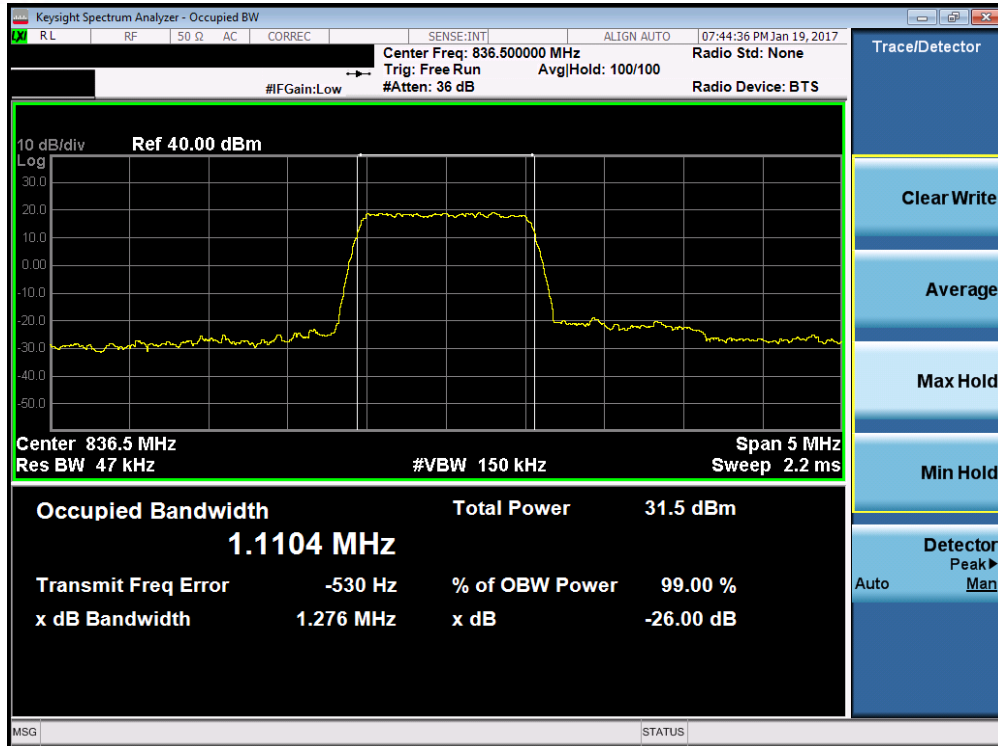 Keysight Spectrum Analyzer - Occupied BW
LXI RL RF 50 Ω AC CORREC SENSE:INT ALIGN AUTO 07:44:36 PM Jan 19, 2017
Center Freq: 836.500000 MHz Radio Std: None
Trig: Free Run Avg|Hold: 100/100
#IFGain:Low #Atten: 36 dB Radio Device: BTS
Trace/Detector
10 dB/div Ref 40.00 dBm
Log
30.0
20.0
10.0
0.00
-10.0
-20.0
-30.0
-40.0
-50.0
Center 836.5 MHz Span 5 MHz
Res BW 47 kHz #VBW 150 kHz Sweep 2.2 ms
Occupied Bandwidth Total Power 31.5 dBm
1.1104 MHz
Transmit Freq Error -530 Hz % of OBW Power 99.00 %
x dB Bandwidth 1.276 MHz x dB -26.00 dB
Clear Write
Average
Max Hold
Min Hold
Detector
Peak▶
Auto Man
MSG STATUS